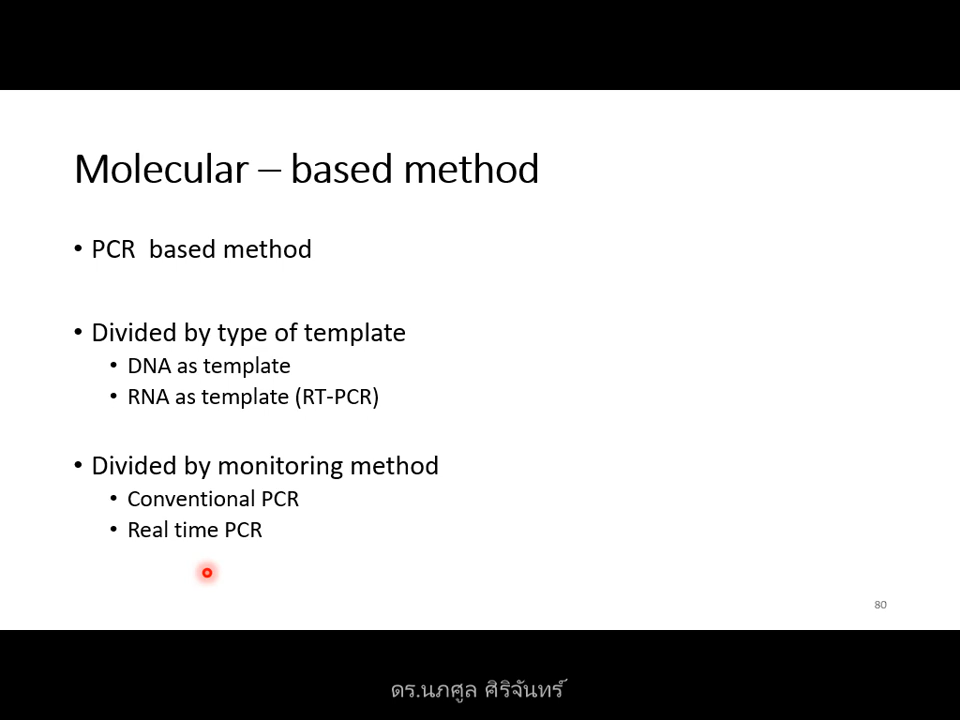 Molecular – based method
• PCR  based method
• Divided by type of template
• DNA as template
• RNA as template (RT-PCR)
• Divided by monitoring method
• Conventional PCR
• Real time PCR
80
ดร.นภศูล ศิริจันทร์